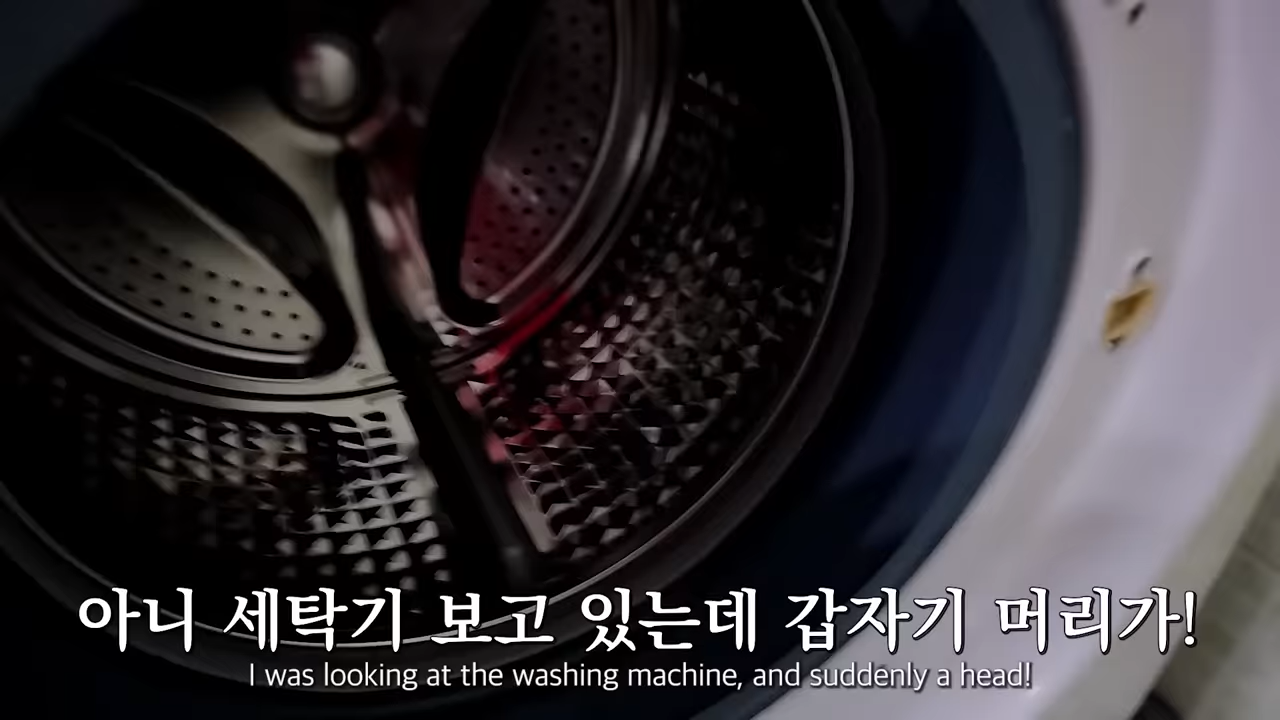 아니 세탁기 보고 있는데 갑자기 머리가!
I was looking at the washing machine, and suddenly a head!